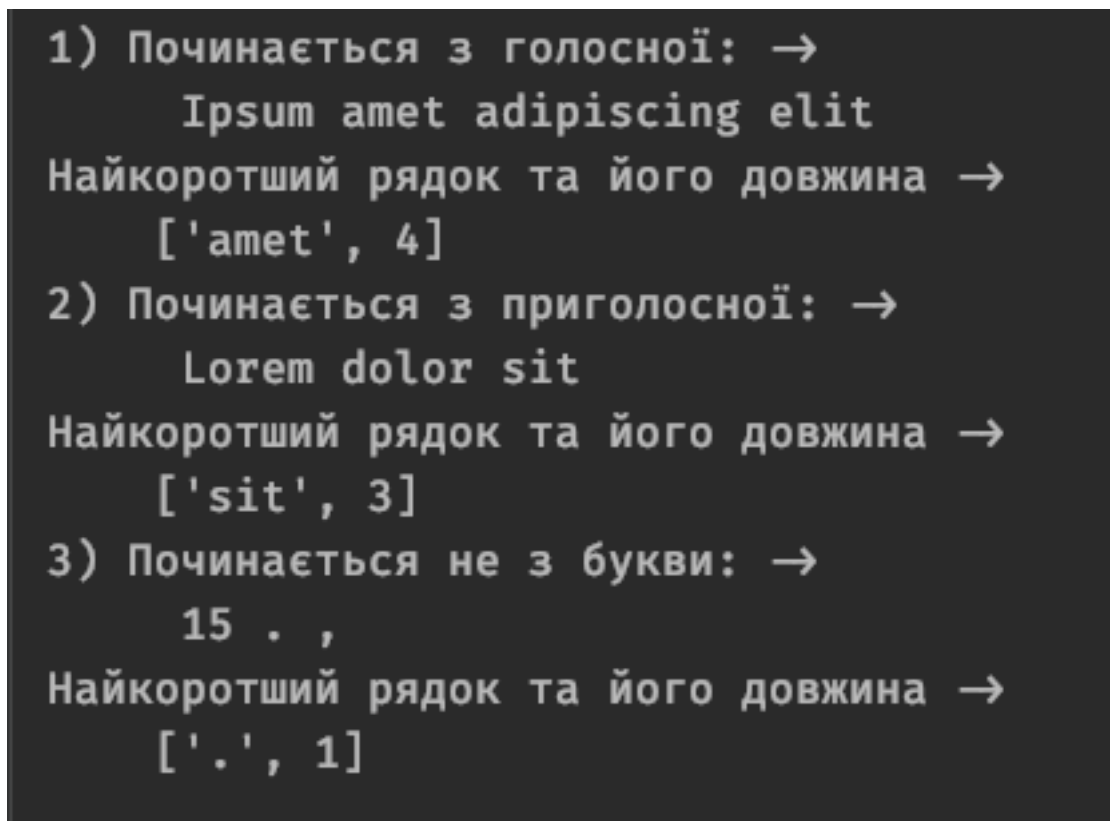 1) Починається з голосної: →
Ipsum amet adipiscing elit
Найкоротший рядок та його довжина →
['amet', 4]
2) Починається з приголосної: →
Lorem dolor sit
Найкоротший рядок та його довжина →
['sit', 3]
3) Починається не з букви: →
15 . ,
Найкоротший рядок та його довжина →
['.', 1]